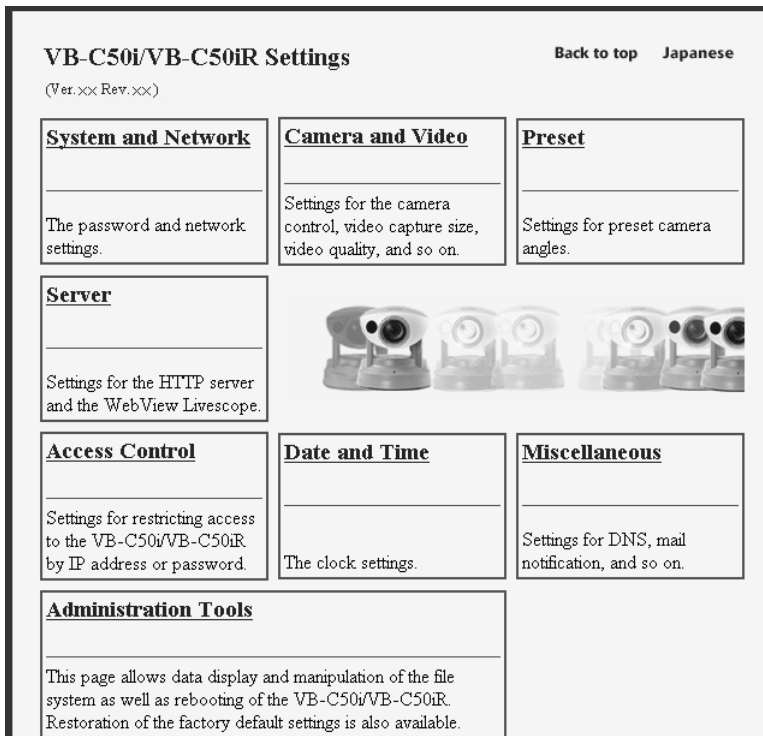 VB-C50i/VB-C50iR Settings
Back to top Japanese
(Ver.xx Rev.xx)
System and Network
The password and network
settings.
Camera and Video
Settings for the camera
control, video capture size,
video quality, and so on.
Preset
Settings for preset camera
angles.
Server
Settings for the HTTP server
and the WebView Livescope.
Access Control
Settings for restricting access
to the VB-C50i/VB-C50iR
by IP address or password.
Date and Time
The clock settings.
Miscellaneous
Settings for DNS, mail
notification, and so on.
Administration Tools
This page allows data display and manipulation of the file
system as well as rebooting of the VB-C50i/VB-C50iR.
Restoration of the factory default settings is also available.